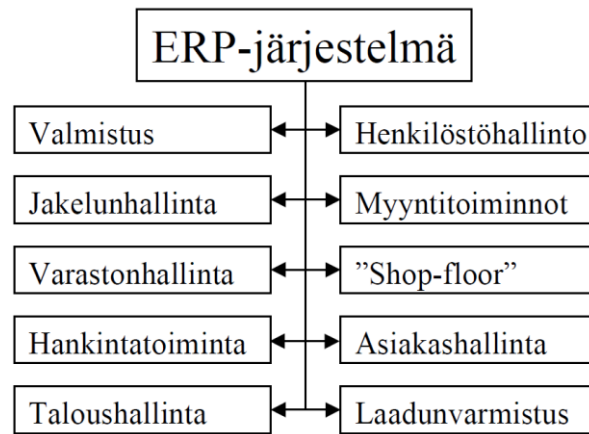 ERP-järjestelmä
Valmistus
Henkilöstöhallinto
Jakelunhallinta
Myyntitoiminnot
Varastonhallinta
”Shop-floor”
Hankintatoiminta
Asiakashallinta
Taloushallinta
Laadunvarmistus